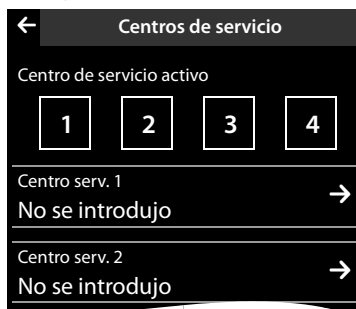 Centros de servicio
Centro de servicio activo
1 2 3 4
Centro serv. 1
No se introdujo
Centro serv. 2
No se introdujo